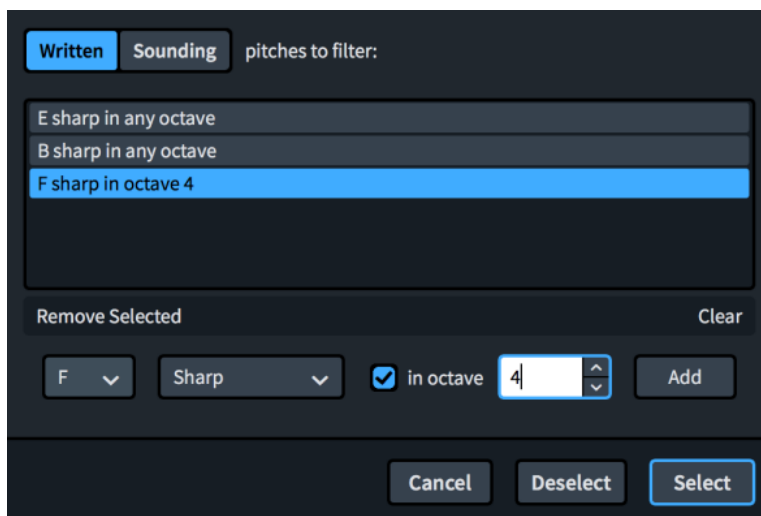 Written Sounding pitches to filter:
E sharp in any octave
B sharp in any octave
F sharp in octave 4
Remove Selected Clear
F Sharp in octave 4 Add
Cancel Deselect Select